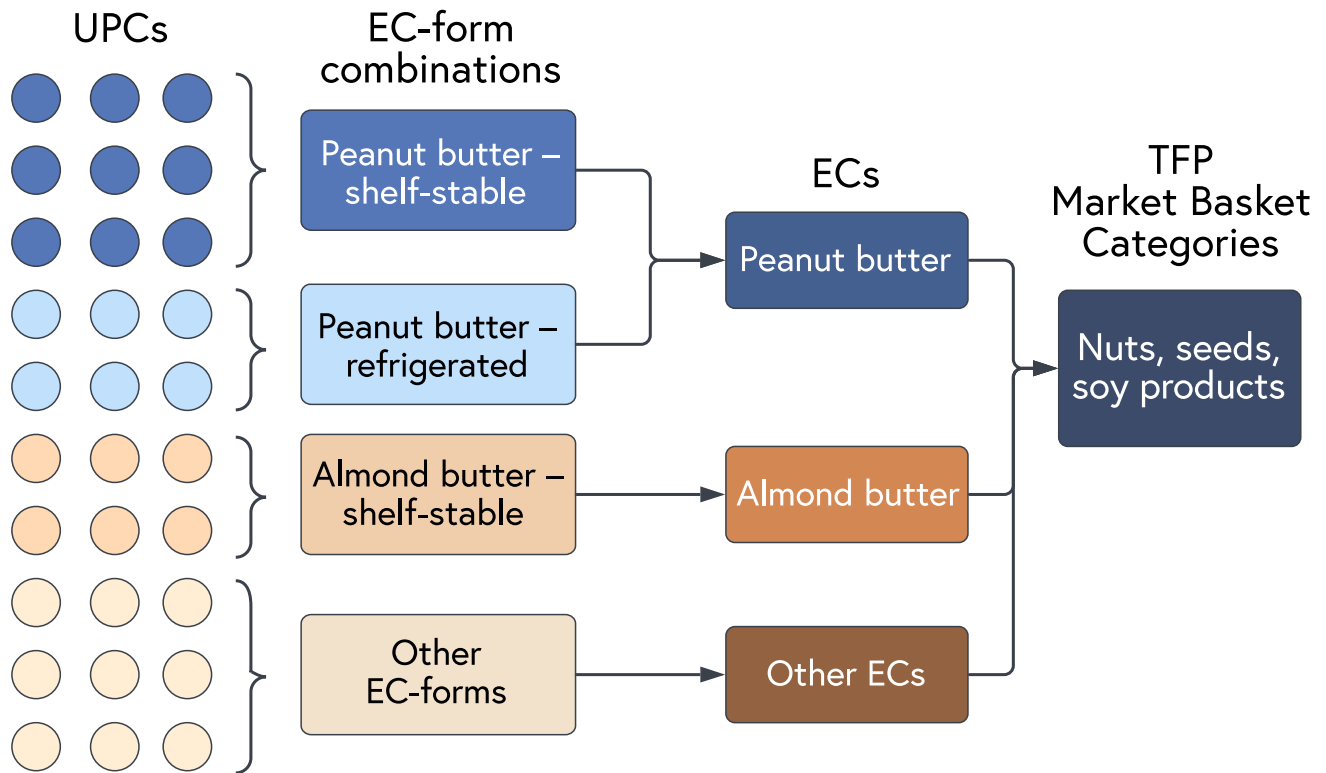 UPCs
EC-form
combinations
ECs
TFP
Market Basket
Categories
Peanut butter –
shelf-stable
Peanut butter –
refrigerated
Almond butter –
shelf-stable
Other
EC-forms
Peanut butter
Almond butter
Other ECs
Nuts, seeds,
soy products